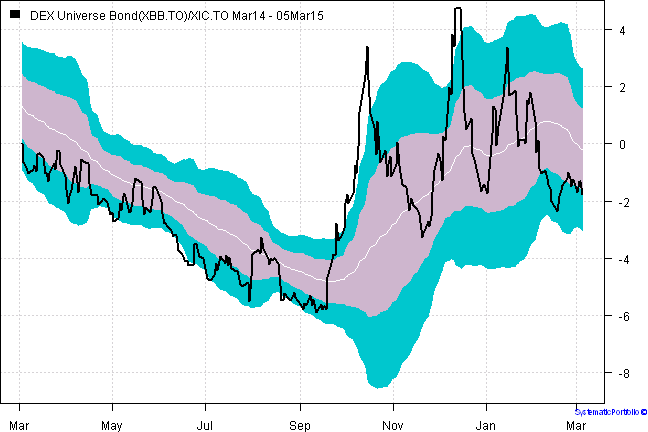 DEX Universe Bond(XBB.TO)/XIC.TO Mar14 - 05Mar15
4
2
0
-2
-4
-6
-8
SystematicPortfolio ©
Mar May Jul Sep Nov Jan Mar